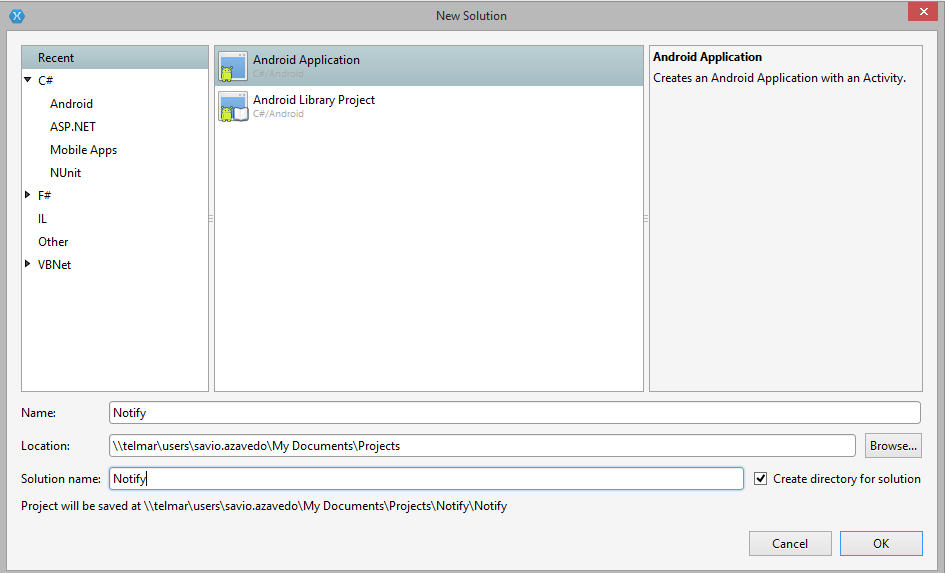 New Solution
Recent
C#
Android
ASP.NET
Mobile Apps
NUnit
F#
IL
Other
VBNet
Android Application
C#/Android
Android Library Project
C#/Android
Android Application
Creates an Android Application with an Activity.
Name: Notify
Location: \\telmar\users\savio.azavedo\My Documents\Projects Browse...
Solution name: Notify Create directory for solution
Project will be saved at \\telmar\users\savio.azavedo\My Documents\Projects\Notify\Notify
Cancel OK